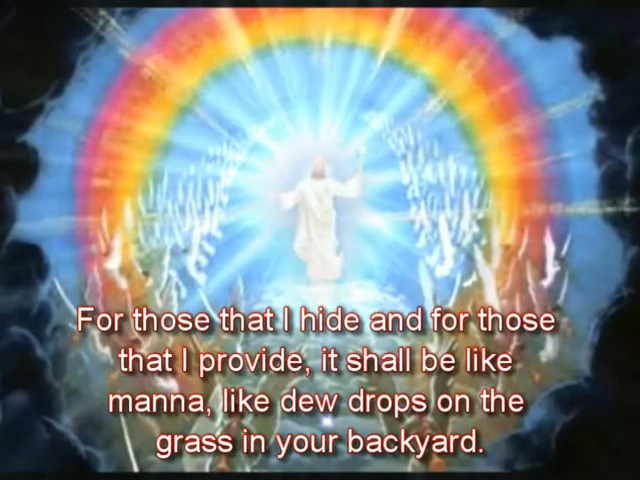 For those that I hide and for those
that I provide, it shall be like
manna, like dew drops on the
grass in your backyard.